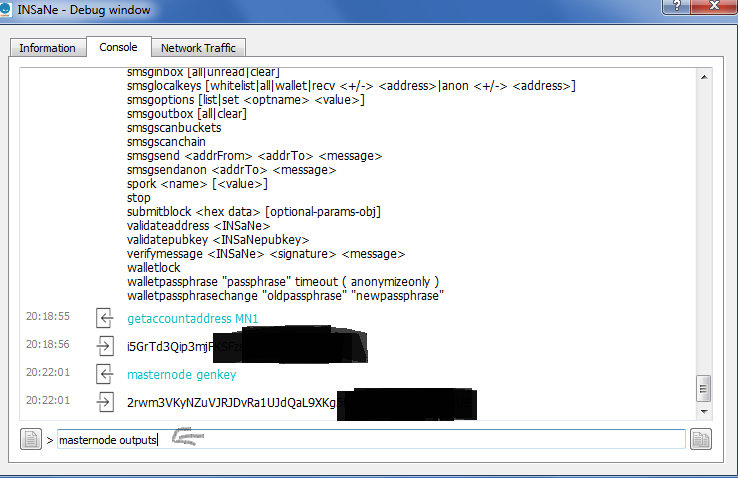 INSaNe - Debug window
Information Console Network Traffic
smsginbox [all|unread|clear]
smsglocalkeys [whitelist|all|wallet|recv <+/-> <address>|anon <+/-> <address>]
smsgoptions [list|set <optname> <value>]
smsgoutbox [all|clear]
smsgscanbuckets
smsgscanchain
smsgsend <addrFrom> <addrTo> <message>
smsgsendanon <addrTo> <message>
spork <name> [<value>]
stop
submitblock <hex data> [optional-params-obj]
validateaddress <INSaNe>
validatepubkey <INSaNepubkey>
verifymessage <INSaNe> <signature> <message>
walletlock
walletpassphrase "passphrase" timeout ( anonymizeonly )
walletpassphrasechange "oldpassphrase" "newpassphrase"
20:18:55 getaccountaddress MN1
20:18:56
20:22:01 masternode genkey
20:22:01
> masternode outputs